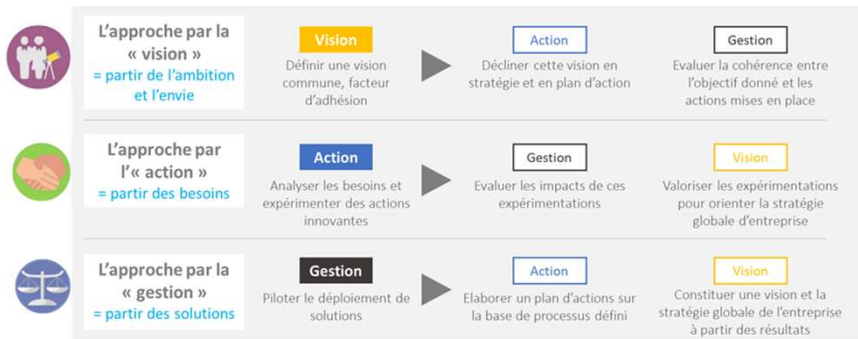 L'approche par la
« vision »
= partir de l'ambition
et l'envie
Vision
Définir une vision
commune, facteur
d'adhésion
Action
Décliner cette vision en
stratégie et en plan d'action
Gestion
Evaluer la cohérence entre
l'objectif donné et les
actions mises en place
L'approche par
l'« action »
= partir des besoins
Action
Analyser les besoins et
expérimenter des actions
innovantes
Gestion
Evaluer les impacts de ces
expérimentations
Vision
Valoriser les expérimentations
pour orienter la stratégie
globale d'entreprise
L'approche par la
« gestion »
= partir des solutions
Gestion
Piloter le déploiement de
solutions
Action
Elaborer un plan d'actions sur
la base de processus défini
Vision
Constituer une vision et la
stratégie globale de l'entreprise
à partir des résultats